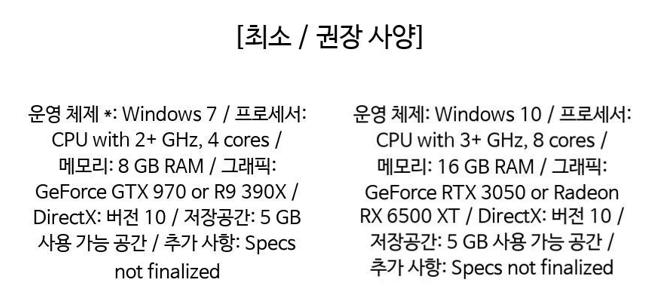 [최소 / 권장 사양]
운영 체제 *: Windows 7 / 프로세서:
CPU with 2+ GHz, 4 cores /
메모리: 8 GB RAM / 그래픽:
GeForce GTX 970 or R9 390X /
DirectX: 버전 10 / 저장공간: 5 GB
사용 가능 공간 / 추가 사항: Specs
not finalized
운영 체제: Windows 10 / 프로세서:
CPU with 3+ GHz, 8 cores /
메모리: 16 GB RAM / 그래픽:
GeForce RTX 3050 or Radeon
RX 6500 XT / DirectX: 버전 10 /
저장공간: 5 GB 사용 가능 공간 /
추가 사항: Specs not finalized